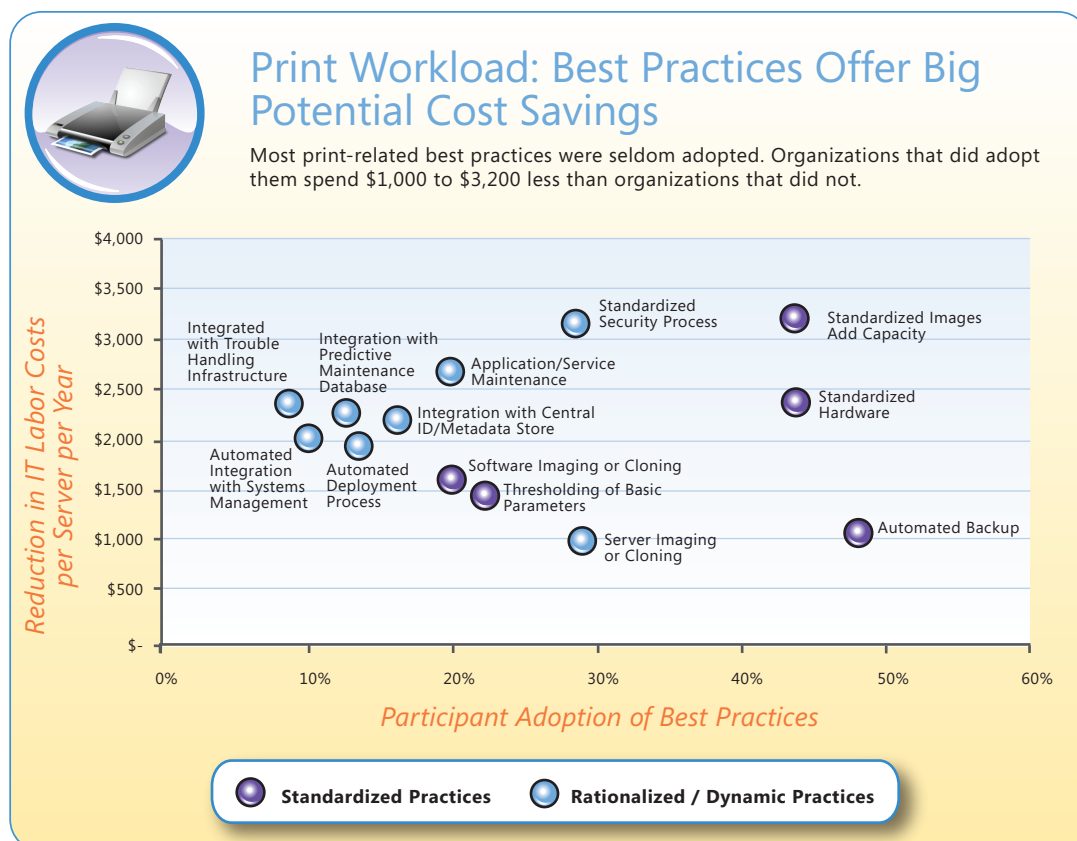 Print Workload: Best Practices Offer Big
Potential Cost Savings
Most print-related best practices were seldom adopted. Organizations that did adopt
them spend $1,000 to $3,200 less than organizations that did not.
Reduction in IT Labor Costs
per Server per Year
$4,000
$3,500
$3,000
$2,500
$2,000
$1,500
$1,000
$500
$-
Integrated
with Trouble
Handling
Infrastructure
Integration with
Predictive
Maintenance
Database
Application/Service
Maintenance
Standardized
Security Process
Standardized Images
Add Capacity
Standardized
Hardware
Integration with Central
ID/Metadata Store
Automated
Integration
with Systems
Management
Automated
Deployment
Process
Software Imaging or Cloning
Thresholding of Basic
Parameters
Server Imaging
or Cloning
Automated Backup
0%
10%
20%
30%
40%
50%
60%
Participant Adoption of Best Practices
Standardized Practices
Rationalized / Dynamic Practices